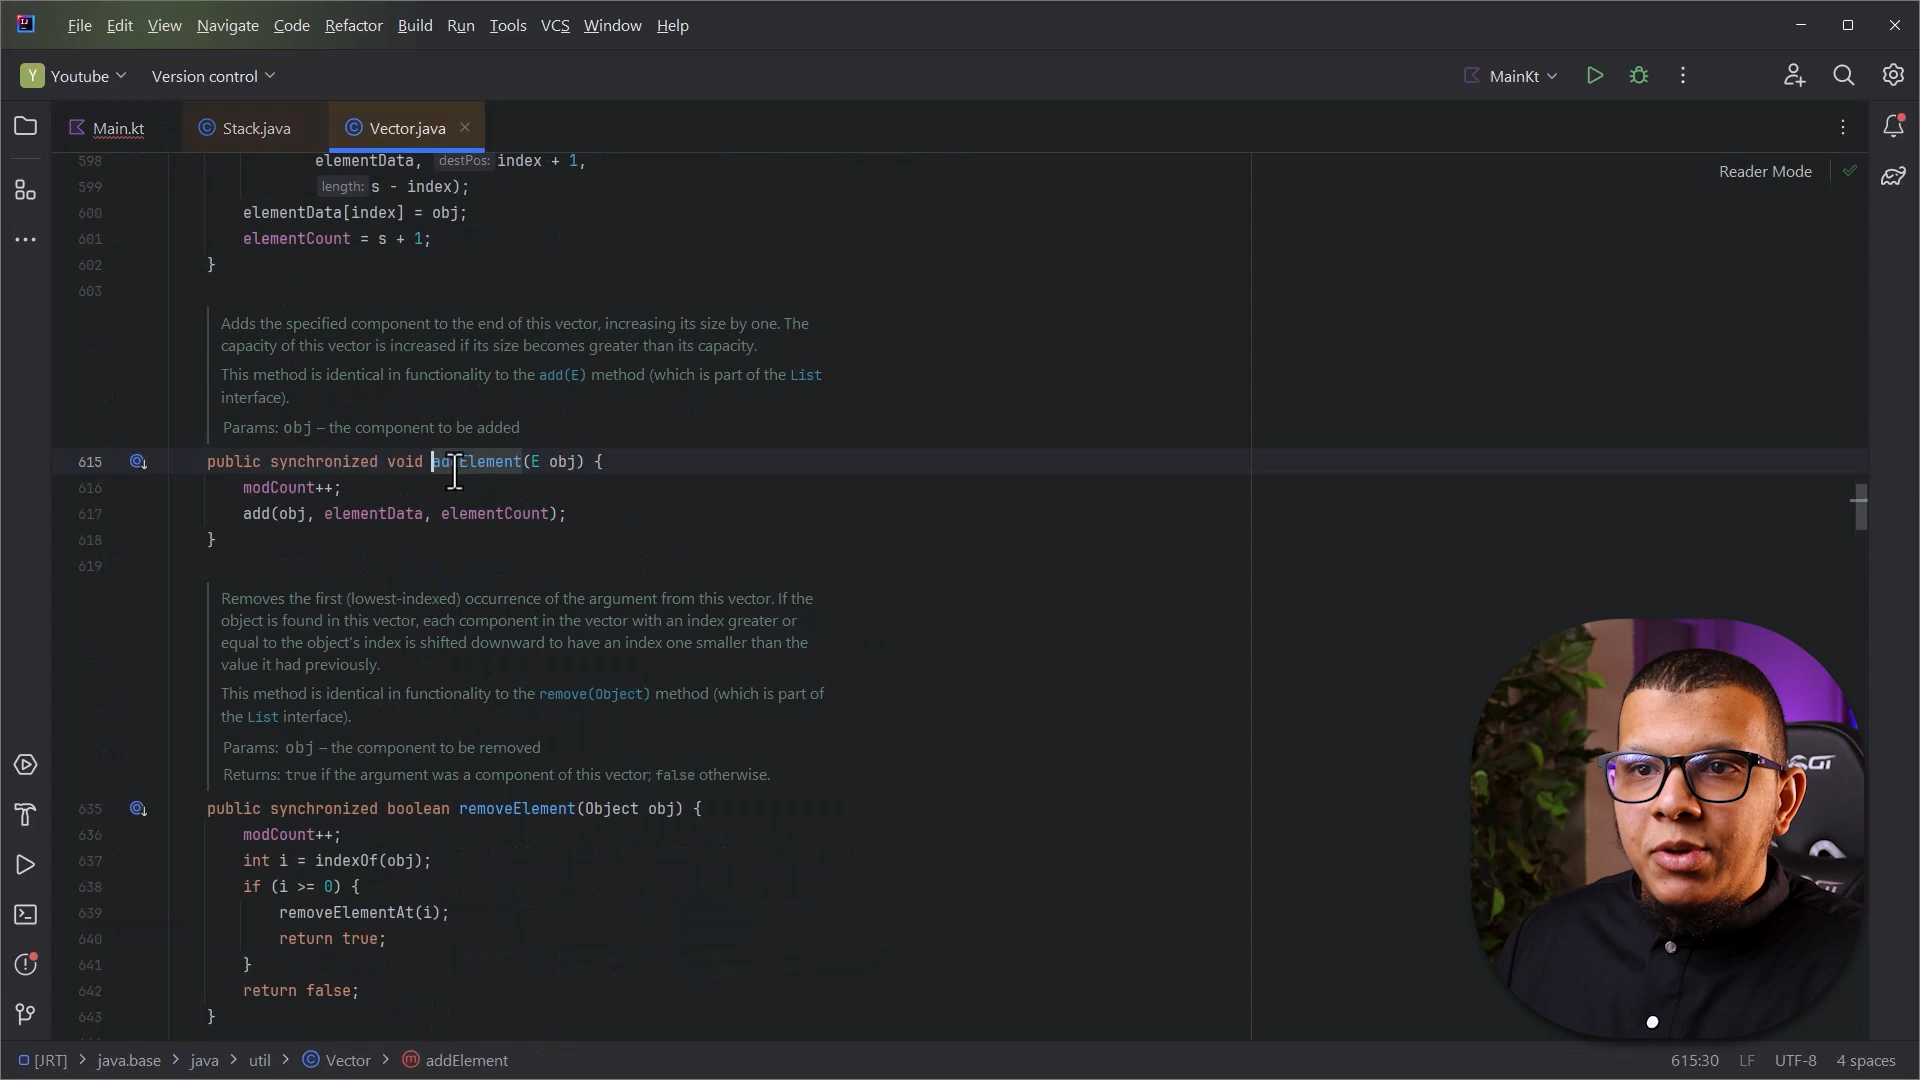 File Edit View Navigate Code Refactor Build Run Tools VCS Window Help
Y Youtube Version control MainKt
Main.kt Stack.java Vector.java
Reader Mode
598 elementData, destPos: index + 1,
599 length: s - index);
600 elementData[index] = obj;
601 elementCount = s + 1;
602 }
603
Adds the specified component to the end of this vector, increasing its size by one. The
capacity of this vector is increased if its size becomes greater than its capacity.
This method is identical in functionality to the add(E) method (which is part of the List
interface).
Params: obj – the component to be added
615 public synchronized void addElement(E obj) {
616 modCount++;
617 add(obj, elementData, elementCount);
618 }
619
Removes the first (lowest-indexed) occurrence of the argument from this vector. If the
object is found in this vector, each component in the vector with an index greater or
equal to the object's index is shifted downward to have an index one smaller than the
value it had previously.
This method is identical in functionality to the remove(Object) method (which is part of
the List interface).
Params: obj – the component to be removed
Returns: true if the argument was a component of this vector; false otherwise.
635 public synchronized boolean removeElement(Object obj) {
636 modCount++;
637 int i = indexOf(obj);
638 if (i >= 0) {
639 removeElementAt(i);
640 return true;
641 }
642 return false;
643 }
[JRT] > java.base > java > util > Vector > addElement 615:30 LF UTF-8 4 spaces